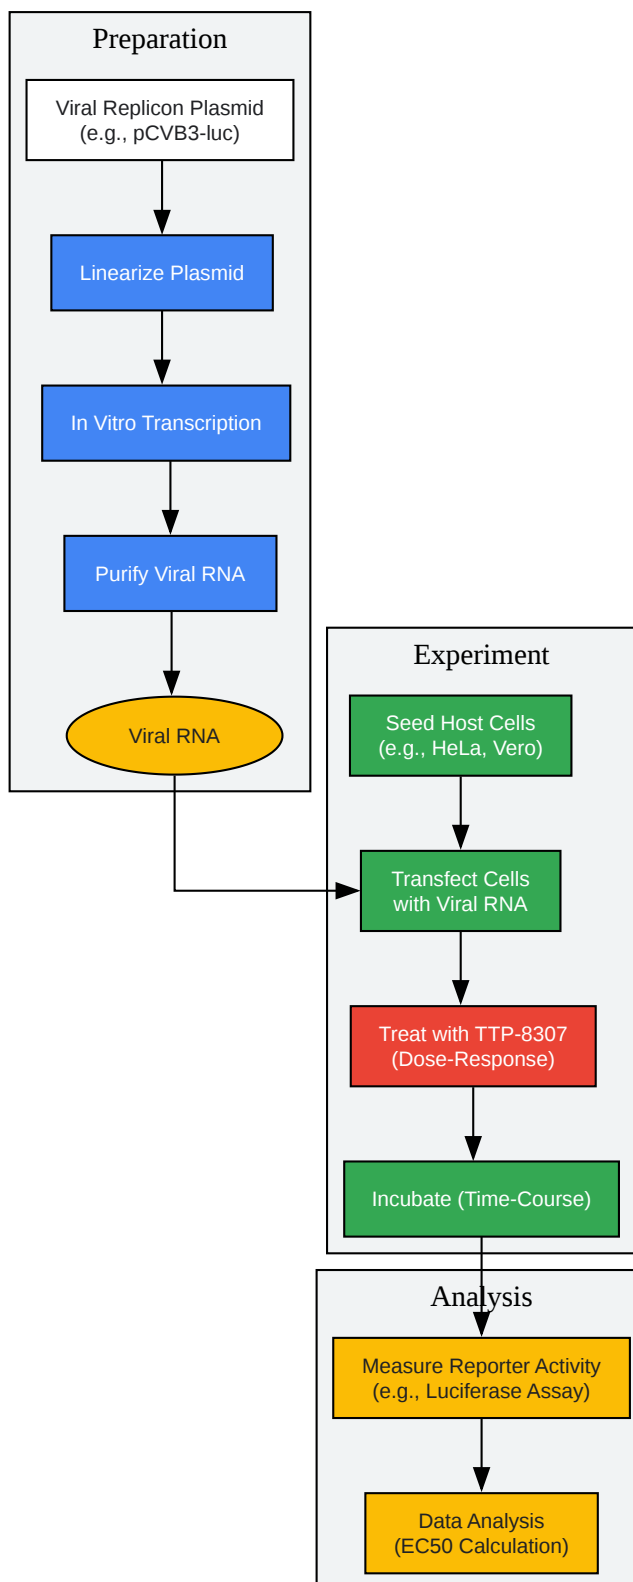 Preparation
Viral Replicon Plasmid
(e.g., pCVB3-luc)
Linearize Plasmid
In Vitro Transcription
Purify Viral RNA
Viral RNA
Experiment
Seed Host Cells
(e.g., HeLa, Vero)
Transfect Cells
with Viral RNA
Treat with TTP-8307
(Dose-Response)
Incubate (Time-Course)
Analysis
Measure Reporter Activity
(e.g., Luciferase Assay)
Data Analysis
(EC50 Calculation)